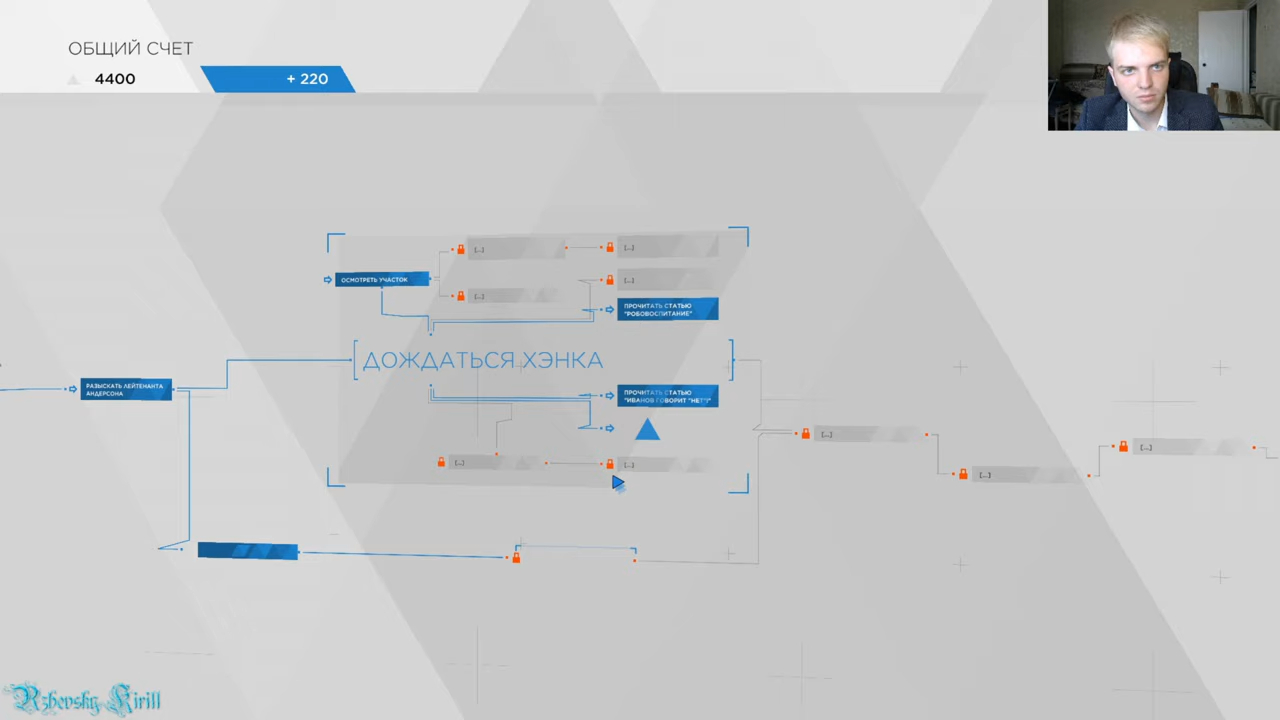 ОБЩИЙ СЧЕТ
4400
+ 220
[...]
[...]
ОСМОТРЕТЬ УЧАСТОК
[...]
[...]
ПРОЧИТАТЬ СТАТЬЮ
"РОБОВОСПИТАНИЕ"
ДОЖДАТЬСЯ ХЭНКА
РАЗЫСКАТЬ ЛЕЙТЕНАНТА
АНДЕРСОНА
ПРОЧИТАТЬ СТАТЬЮ
"ИВАНОВ ГОВОРИТ "НЕТ"!"
[...]
[...]
[...]
[...]
[...]
Rzhevsky Kirill